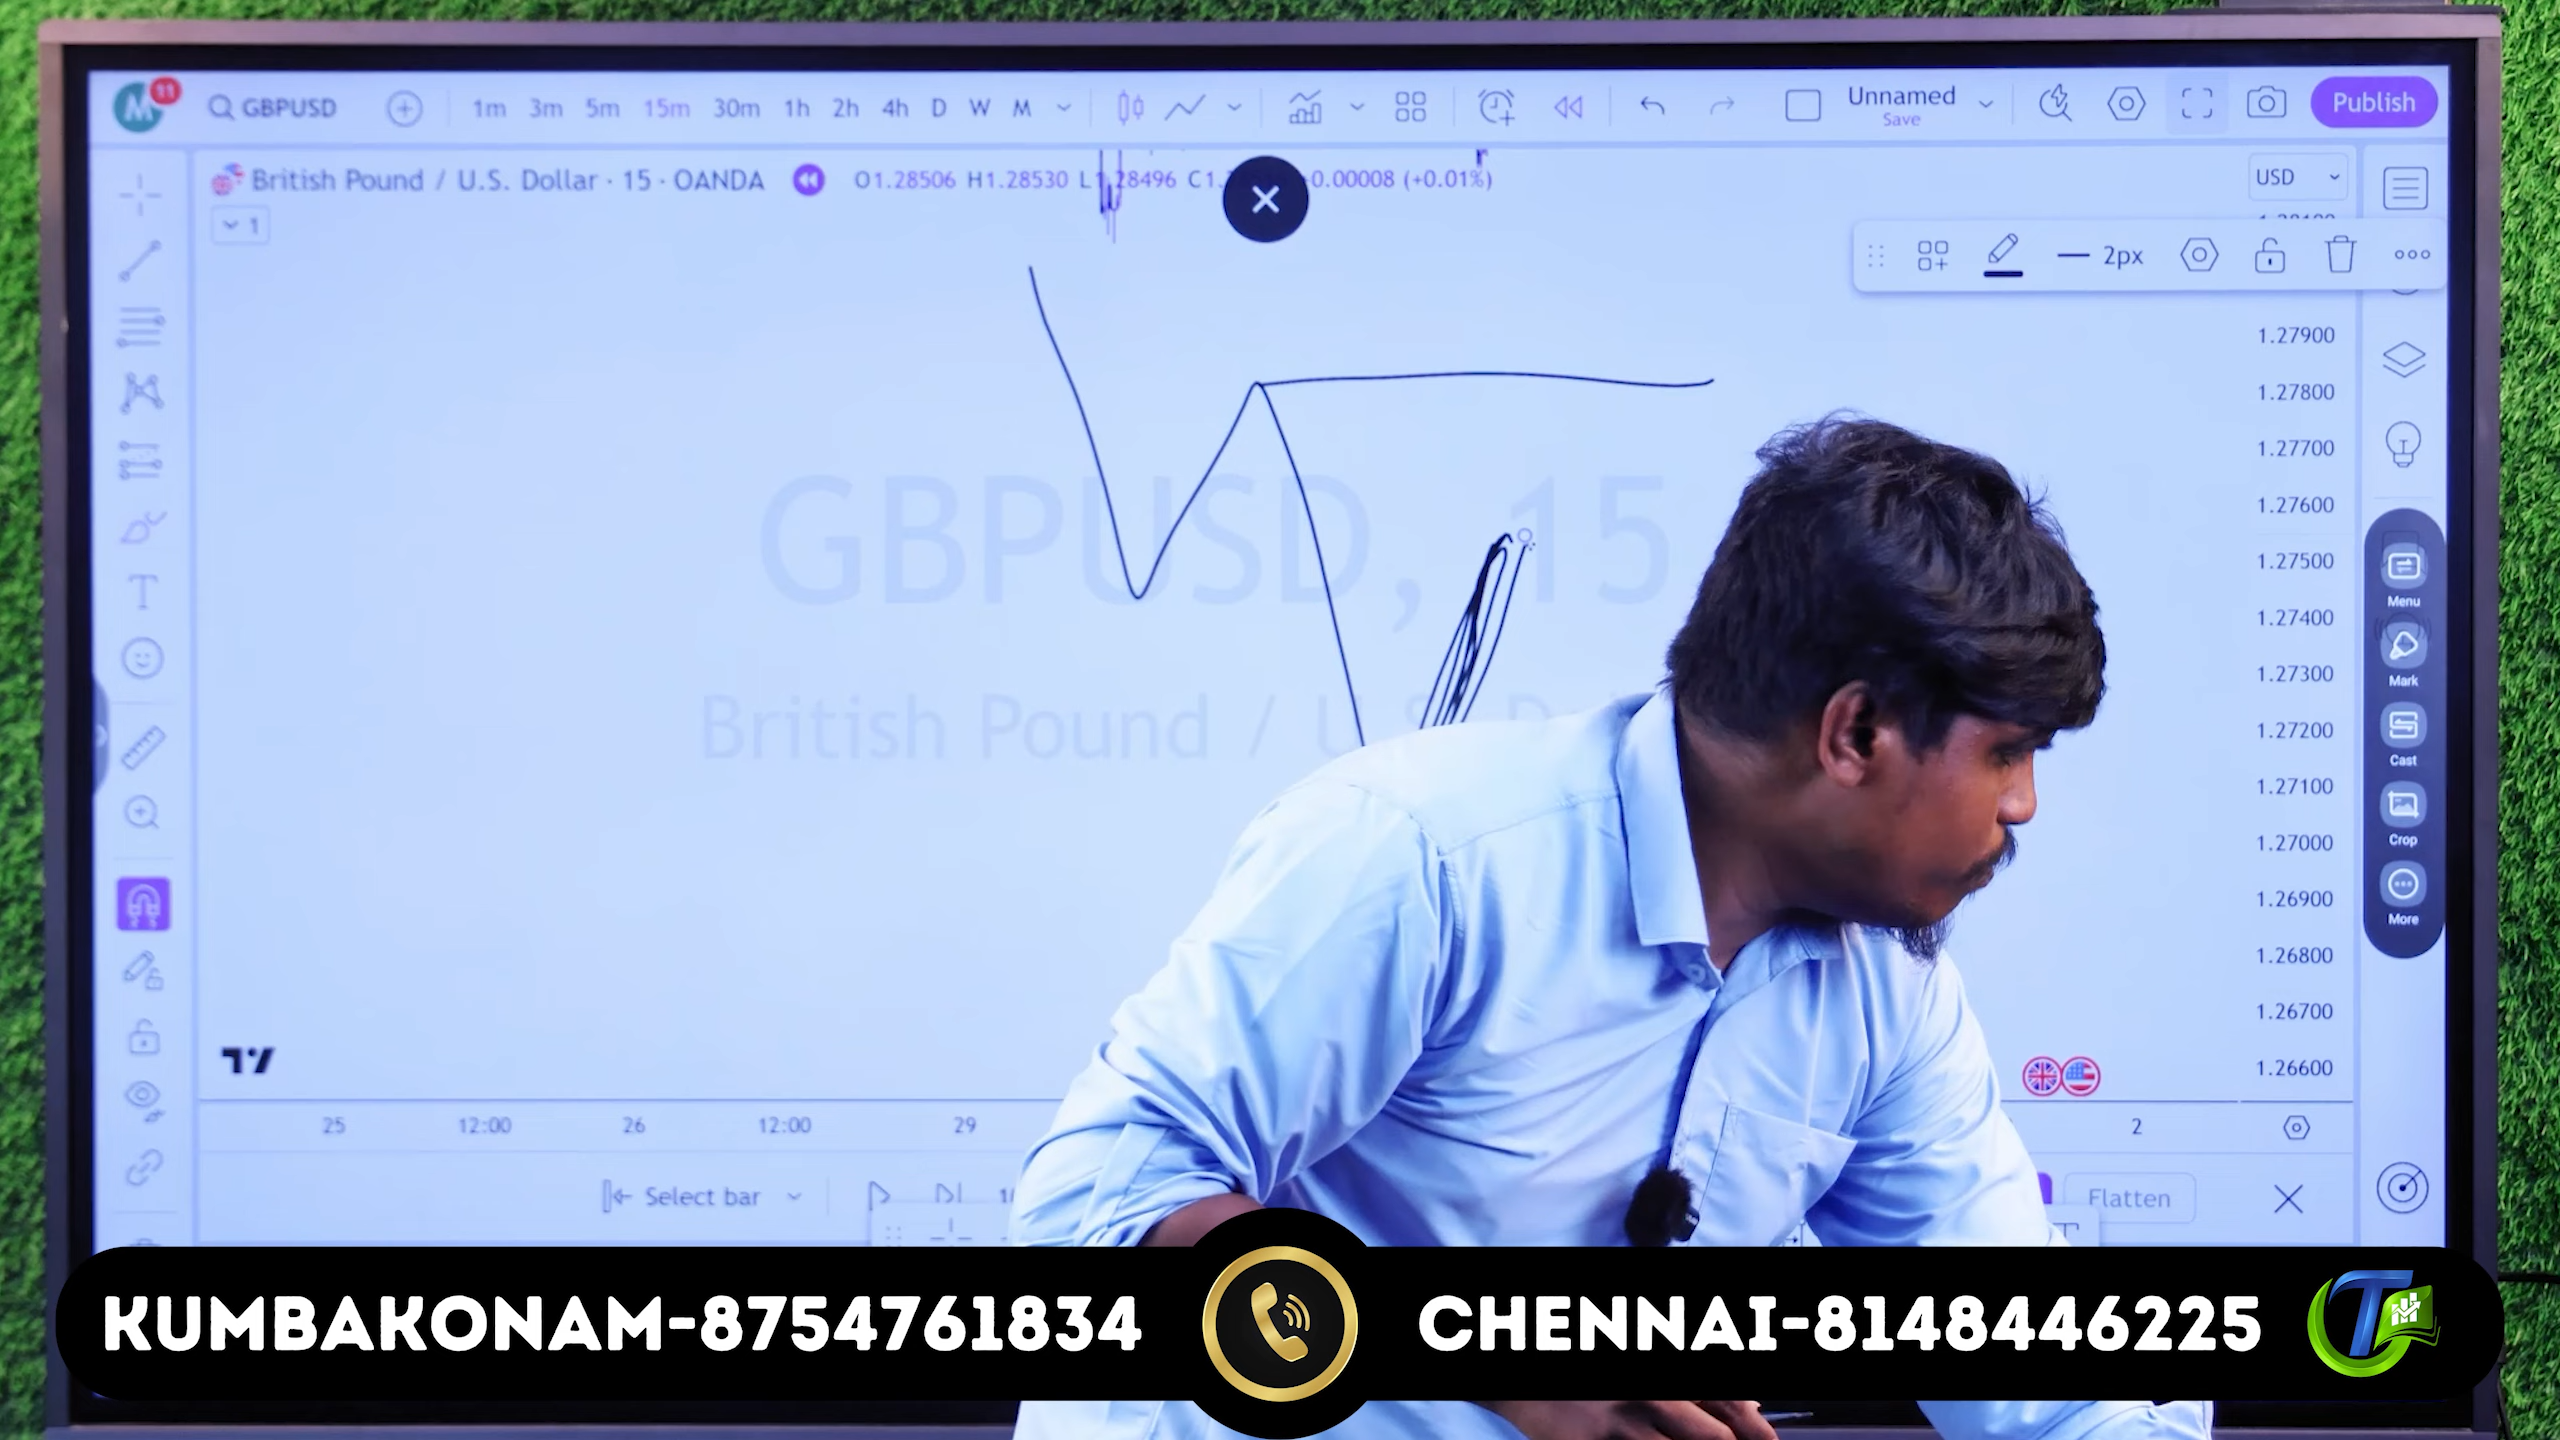 M 11 GBPUSD 1m 3m 5m 15m 30m 1h 2h 4h D W M Unnamed Publish
Save
British Pound / U.S. Dollar · 15 · OANDA O1.28506 H1.28530 L1.28496 0.00008 (+0.01%) USD
1
2px
1.27900
1.27800
1.27700
GBPUSD, 15
1.27600
1.27500
Menu
1.27400
1.27300
Mark
British Pound / U.S.
1.27200
Cast
1.27100
1.27000
Crop
1.26900
More
1.26800
1.26700
1.26600
25 12:00 26 12:00 29 2
Select bar Flatten
KUMBAKONAM-8754761834 CHENNAI-8148446225